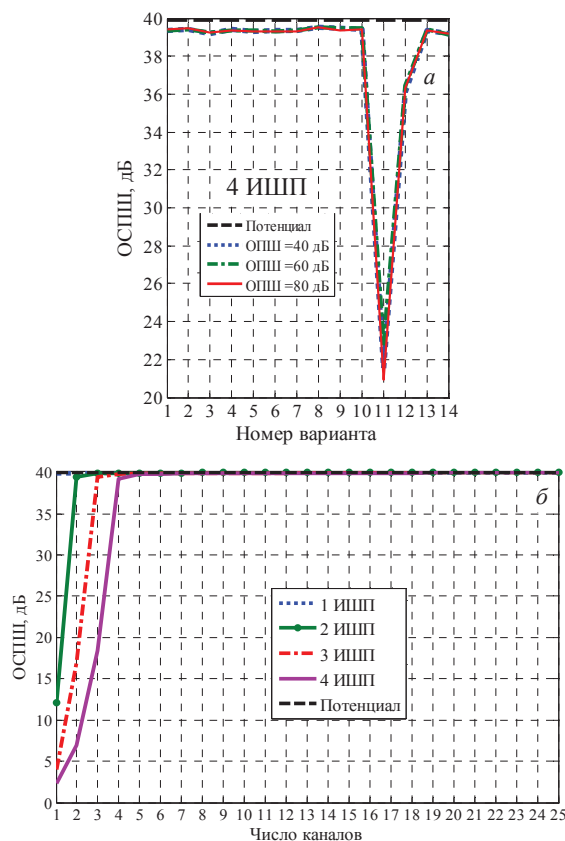 40
38
36
34
32
30
28
26
24
22
20
ОСПШ, дБ
а
4 ИШП
Потенциал
ОПШ =40 дБ
ОПШ =60 дБ
ОПШ =80 дБ
1 2 3 4 5 6 7 8 9 10 11 12 13 14
Номер варианта
40
35
30
25
20
15
10
5
0
ОСПШ, дБ
б
1 ИШП
2 ИШП
3 ИШП
4 ИШП
Потенциал
1 2 3 4 5 6 7 8 9 10 11 12 13 14 15 16 17 18 19 20 21 22 23 24 25
Число каналов